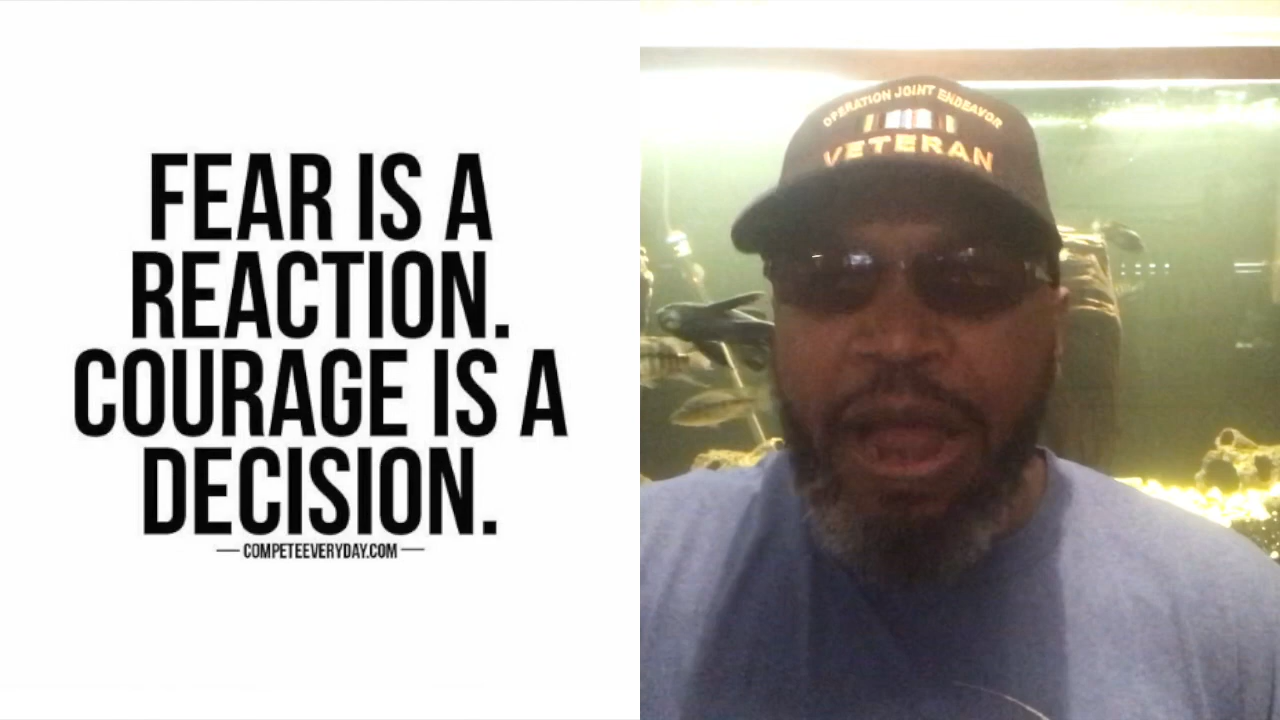 FEAR IS A
REACTION.
COURAGE IS A
DECISION.
COMPETEEVERYDAY.COM
OPERATION JOINT ENDEAVOR
VETERAN